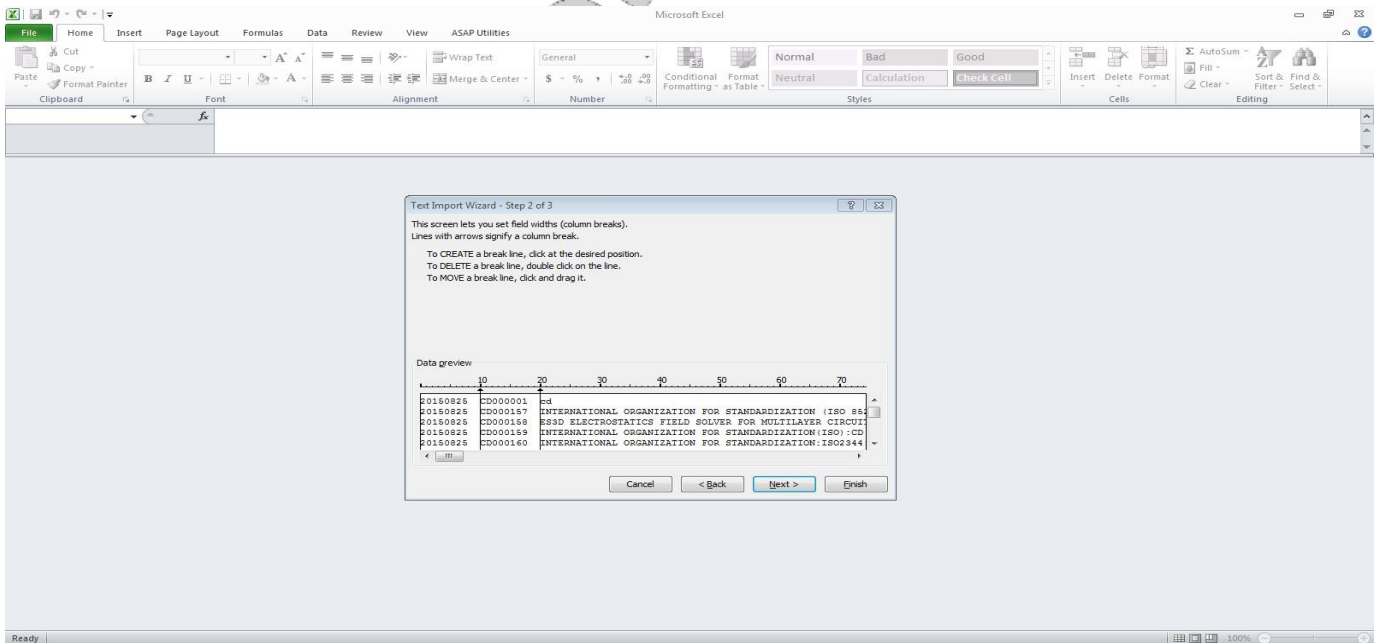 Microsoft Excel
File Home Insert Page Layout Formulas Data Review View ASAP Utilities
Paste
Cut
Copy
Format Painter
Clipboard
B I U
A A
A
Font
Wrap Text
Merge & Center
Alignment
General
$ % ,
Number
Conditional Formatting
Format as Table
Normal Bad Good
Neutral Calculation Check Cell
Styles
Insert Delete Format
Cells
Σ AutoSum
Fill
Clear
Sort & Filter
Find & Select
Editing
fx
Text Import Wizard - Step 2 of 3
This screen lets you set field widths (column breaks).
Lines with arrows signify a column break.
To CREATE a break line, click at the desired position.
To DELETE a break line, double click on the line.
To MOVE a break line, click and drag it.
Data preview
10 20 30 40 50 60 70
20150825 CD000001 cd
20150825 CD000157 INTERNATIONAL ORGANIZATION FOR STANDARDIZATION (ISO 852
20150825 CD000158 ES3D ELECTROSTATICS FIELD SOLVER FOR MULTILAYER CIRCUIT
20150825 CD000159 INTERNATIONAL ORGANIZATION FOR STANDARDIZATION(ISO):CD
20150825 CD000160 INTERNATIONAL ORGANIZATION FOR STANDARDIZATION:ISO2344
Cancel < Back Next > Finish
Ready
100%